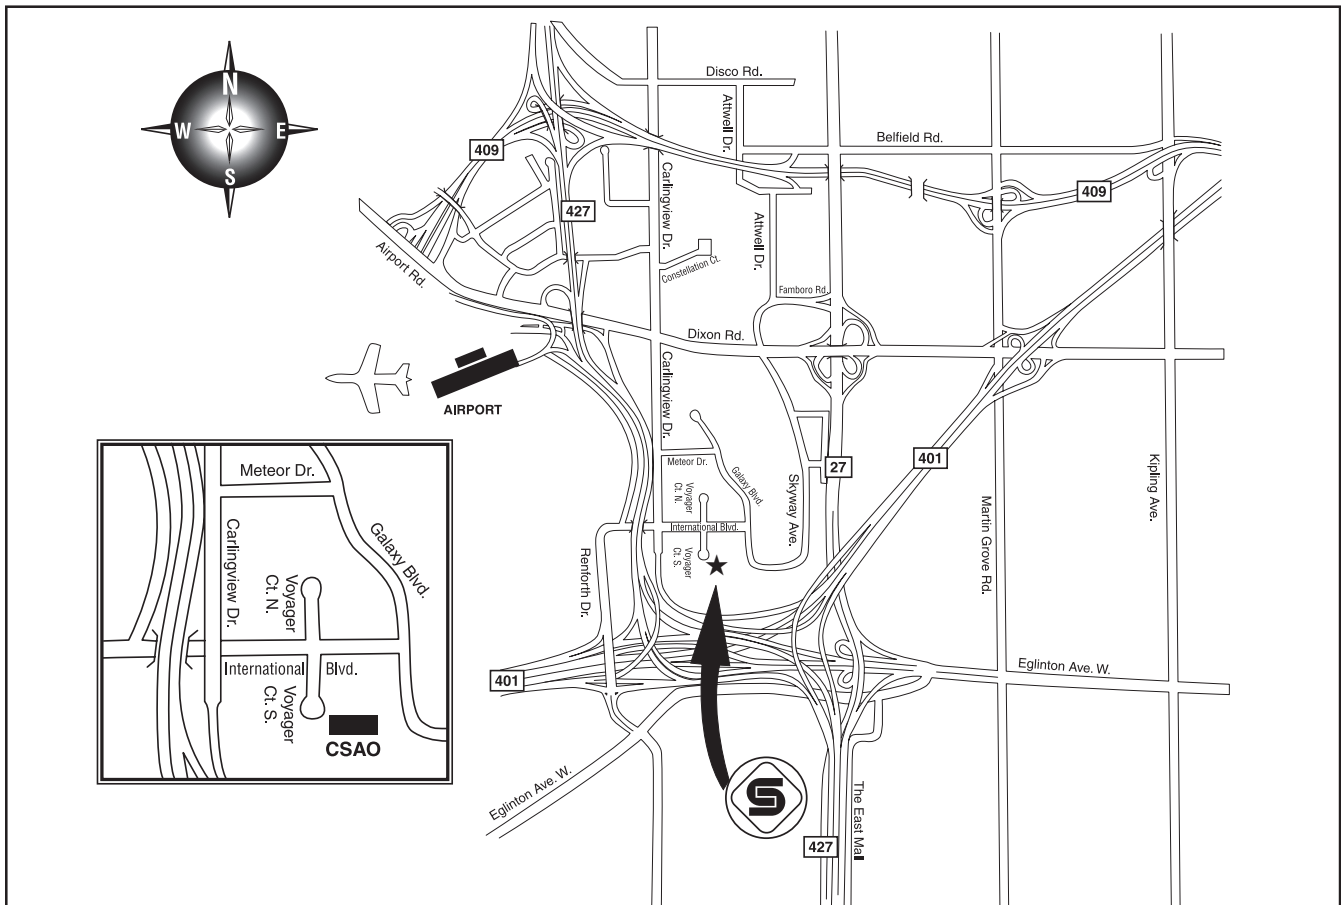 N
W
E
S
Disco Rd.
Attwell Dr.
Belfield Rd.
409
Carlingview Dr.
409
427
Attwell Dr.
Airport Rd.
Constellation Ct.
Famboro Rd.
Dixon Rd.
Carlingview Dr.
AIRPORT
Meteor Dr.
Galaxy Blvd.
Skyway Ave.
27
401
Kipling Ave.
Martin Grove Rd.
Voyager
Ct. N.
International Blvd.
Voyager
Ct. S.
Renforth Dr.
401
Eglinton Ave. W.
Eglinton Ave. W.
The East Mall
427
S
Meteor Dr.
Carlingview Dr.
Galaxy Blvd.
Voyager
Ct. N.
International Blvd.
Voyager
Ct. S.
CSAO